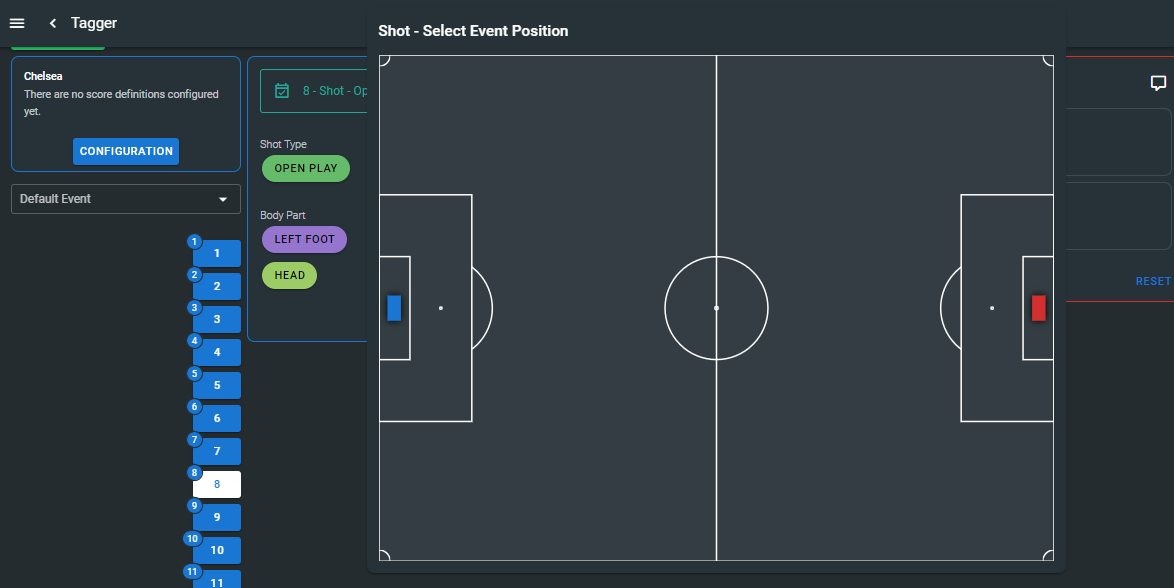 Tagger
Shot - Select Event Position
Chelsea
There are no score definitions configured
yet.
CONFIGURATION
8 - Shot - Op
Shot Type
OPEN PLAY
Default Event
Body Part
LEFT FOOT
HEAD
RESET
1
1
2
2
3
3
4
4
5
5
6
6
7
7
8
8
9
9
10
10
11
11